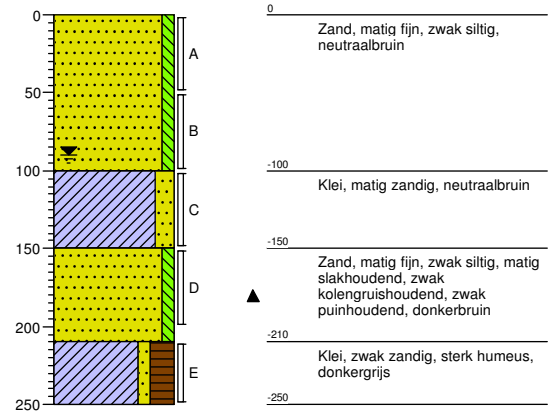 0
50
100
150
200
250
A
B
C
D
E
0
Zand, matig fijn, zwak siltig,
neutraalbruin
-100
Klei, matig zandig, neutraalbruin
-150
Zand, matig fijn, zwak siltig, matig
slakhoudend, zwak
kolengruishoudend, zwak
puinhoudend, donkerbruin
-210
Klei, zwak zandig, sterk humeus,
donkergrijs
-250